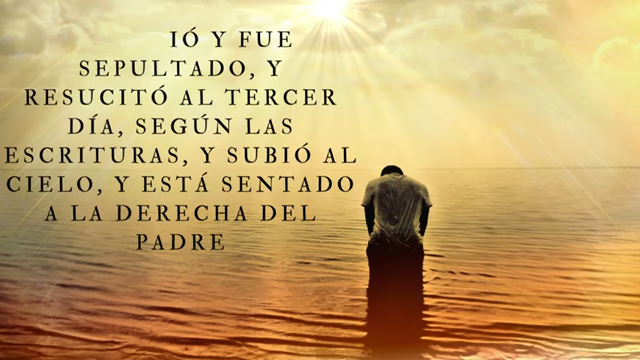 IÓ Y FUE
SEPULTADO, Y
RESUCITÓ AL TERCER
DÍA, SEGÚN LAS
ESCRITURAS, Y SUBIÓ AL
CIELO, Y ESTÁ SENTADO
A LA DERECHA DEL
PADRE